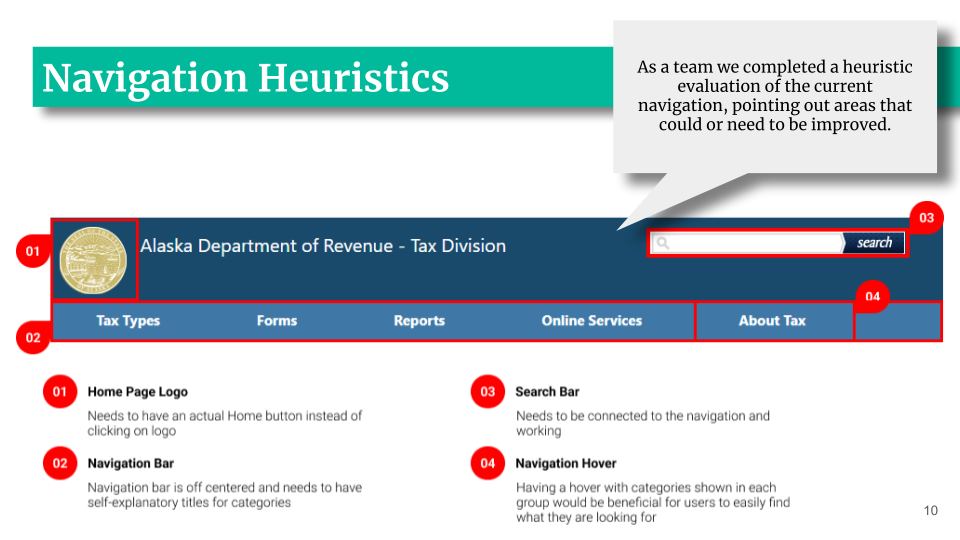 Navigation Heuristics
As a team we completed a heuristic
evaluation of the current
navigation, pointing out areas that
could or need to be improved.
03
01
Alaska Department of Revenue - Tax Division
search
04
Tax Types Forms Reports Online Services About Tax
02
01 Home Page Logo
Needs to have an actual Home button instead of
clicking on logo
02 Navigation Bar
Navigation bar is off centered and needs to have
self-explanatory titles for categories
03 Search Bar
Needs to be connected to the navigation and
working
04 Navigation Hover
Having a hover with categories shown in each
group would be beneficial for users to easily find
what they are looking for
10